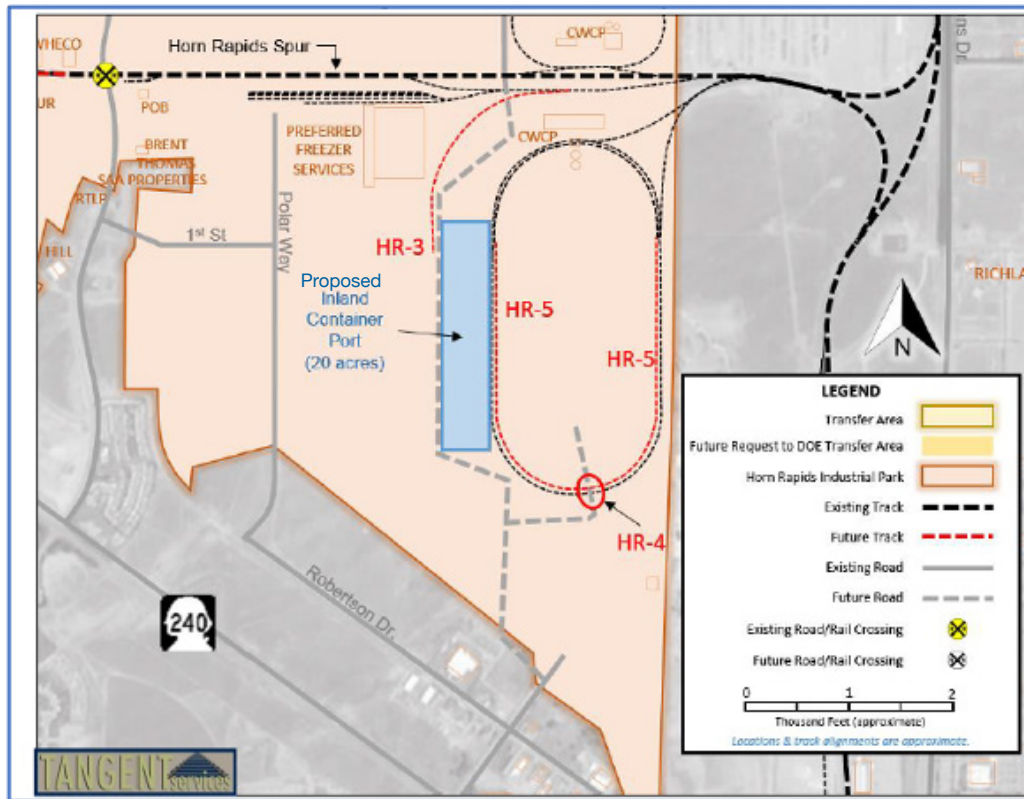 WHECO
Horn Rapids Spur
CWCP
ns Dr.
UR
POB
PREFERRED
FREEZER
SERVICES
CWCP
BRENT
THOMAS
SAA PROPERTIES
RTLP
Polar Way
1st St
HILL
HR-3
Proposed
Inland
Container
Port
(20 acres)
HR-5
HR-5
RICHLA
N
HR-4
Robertson Dr.
240
LEGEND
Transfer Area
Future Request to DOE Transfer Area
Horn Rapids Industrial Park
Existing Track
Future Track
Existing Road
Future Road
Existing Road/Rail Crossing
Future Road/Rail Crossing
0 1 2
Thousand Feet (approximate)
Locations & track alignments are approximate.
TANGENT services